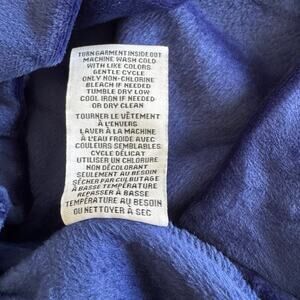 TURN GARMENT INSIDE OUT
MACHINE WASH COLD
WITH LIKE COLORS
GENTLE CYCLE
ONLY NON-CHLORINE
BLEACH IF NEEDED
TUMBLE DRY LOW
COOL IRON IF NEEDED
OR DRY CLEAN
TOURNER LE VÊTEMENT
À L'ENVERS
LAVER À LA MACHINE
À L'EAU FROIDE AVEC
COULEURS SEMBLABLES
CYCLE DÉLICAT
UTILISER UN CHLORURE
NON DÉCOLORANT
SEULEMENT AU BESOIN
SÉCHER PAR CULBUTAGE
À BASSE TEMPÉRATURE
REPASSER À BASSE
TEMPÉRATURE AU BESOIN
OU NETTOYER À SEC